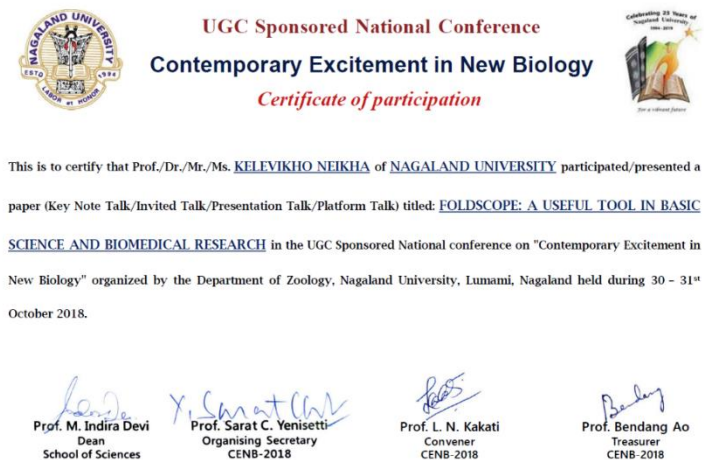 NAGALAND UNIVERSITY
ESTD 1994
LABOR et HONOR
UGC Sponsored National Conference
Contemporary Excitement in New Biology
Certificate of participation
Celebrating 25 Years of
Nagaland University
1994-2019
For a vibrant future
This is to certify that Prof./Dr./Mr./Ms. KELEVIKHO NEIKHA of NAGALAND UNIVERSITY participated/presented a
paper (Key Note Talk/Invited Talk/Presentation Talk/Platform Talk) titled: FOLDSCOPE: A USEFUL TOOL IN BASIC
SCIENCE AND BIOMEDICAL RESEARCH in the UGC Sponsored National conference on "Contemporary Excitement in
New Biology" organized by the Department of Zoology, Nagaland University, Lumami, Nagaland held during 30 – 31st
October 2018.
Prof. M. Indira Devi
Dean
School of Sciences
Y. Sarat
Prof. Sarat C. Yenisetti
Organising Secretary
CENB-2018
Prof. L. N. Kakati
Convener
CENB-2018
Bendang
Prof. Bendang Ao
Treasurer
CENB-2018